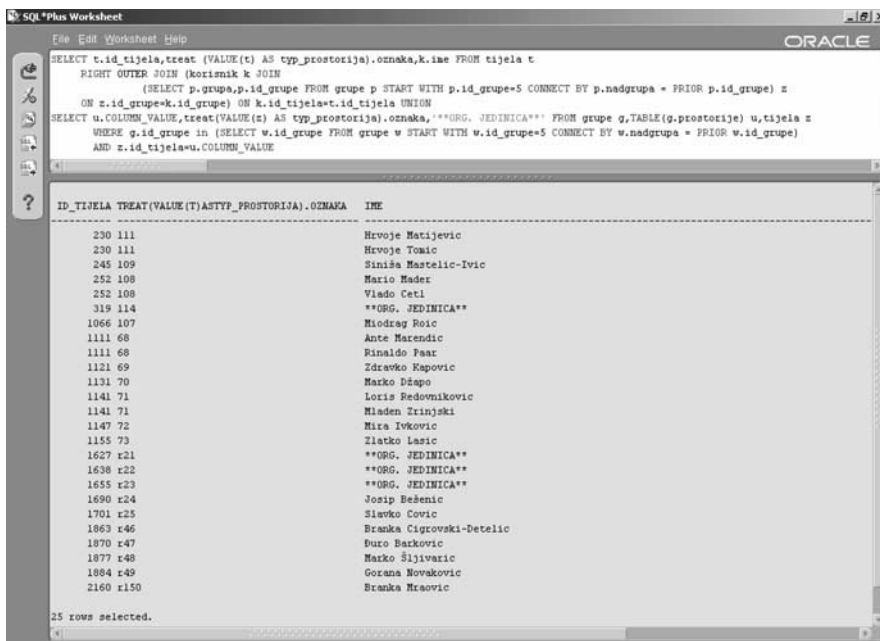 SQL*Plus Worksheet
File Edit Worksheet Help
ORACLE
SELECT t.id_tijela,treat (VALUE(t) AS typ_prostorija).oznaka,k.ime FROM tijela t
RIGHT OUTER JOIN (korisnik k JOIN
(SELECT p.grupa,p.id_grupe FROM grupe p START WITH p.id_grupe=5 CONNECT BY p.nadgrupa = PRIOR p.id_grupe) z
ON z.id_grupe=k.id_grupe) ON k.id_tijela=t.id_tijela UNION
SELECT u.COLUMN_VALUE,treat(VALUE(z) AS typ_prostorija).oznaka,'**ORG. JEDINICA**' FROM grupe g,TABLE(g.prostorije) u,tijela z
WHERE g.id_grupe in (SELECT w.id_grupe FROM grupe w START WITH w.id_grupe=5 CONNECT BY w.nadgrupa = PRIOR w.id_grupe)
AND z.id_tijela=u.COLUMN_VALUE
ID_TIJELA TREAT(VALUE(T)ASTYP_PROSTORIJA).OZNAKA IME
230 111 Hrvoje Matijevic
230 111 Hrvoje Tomic
245 109 Siniša Mastelic-Ivic
252 108 Mario Mader
252 108 Vlado Cetl
319 114 **ORG. JEDINICA**
1066 107 Miodrag Roic
1111 68 Ante Marendic
1111 68 Rinaldo Paar
1121 69 Zdravko Kapovic
1131 70 Marko Džapo
1141 71 Loris Redovnikovic
1141 71 Mladen Zrinjski
1147 72 Mira Ivkovic
1155 73 Zlatko Lasic
1627 r21 **ORG. JEDINICA**
1638 r22 **ORG. JEDINICA**
1655 r23 **ORG. JEDINICA**
1690 r24 Josip Bešenic
1701 r25 Slavko Covic
1863 r46 Branka Cigrovski-Detelic
1870 r47 Đuro Barkovic
1877 r48 Marko Šljivaric
1884 r49 Gorana Novakovic
2160 r150 Branka Mraovic
25 rows selected.